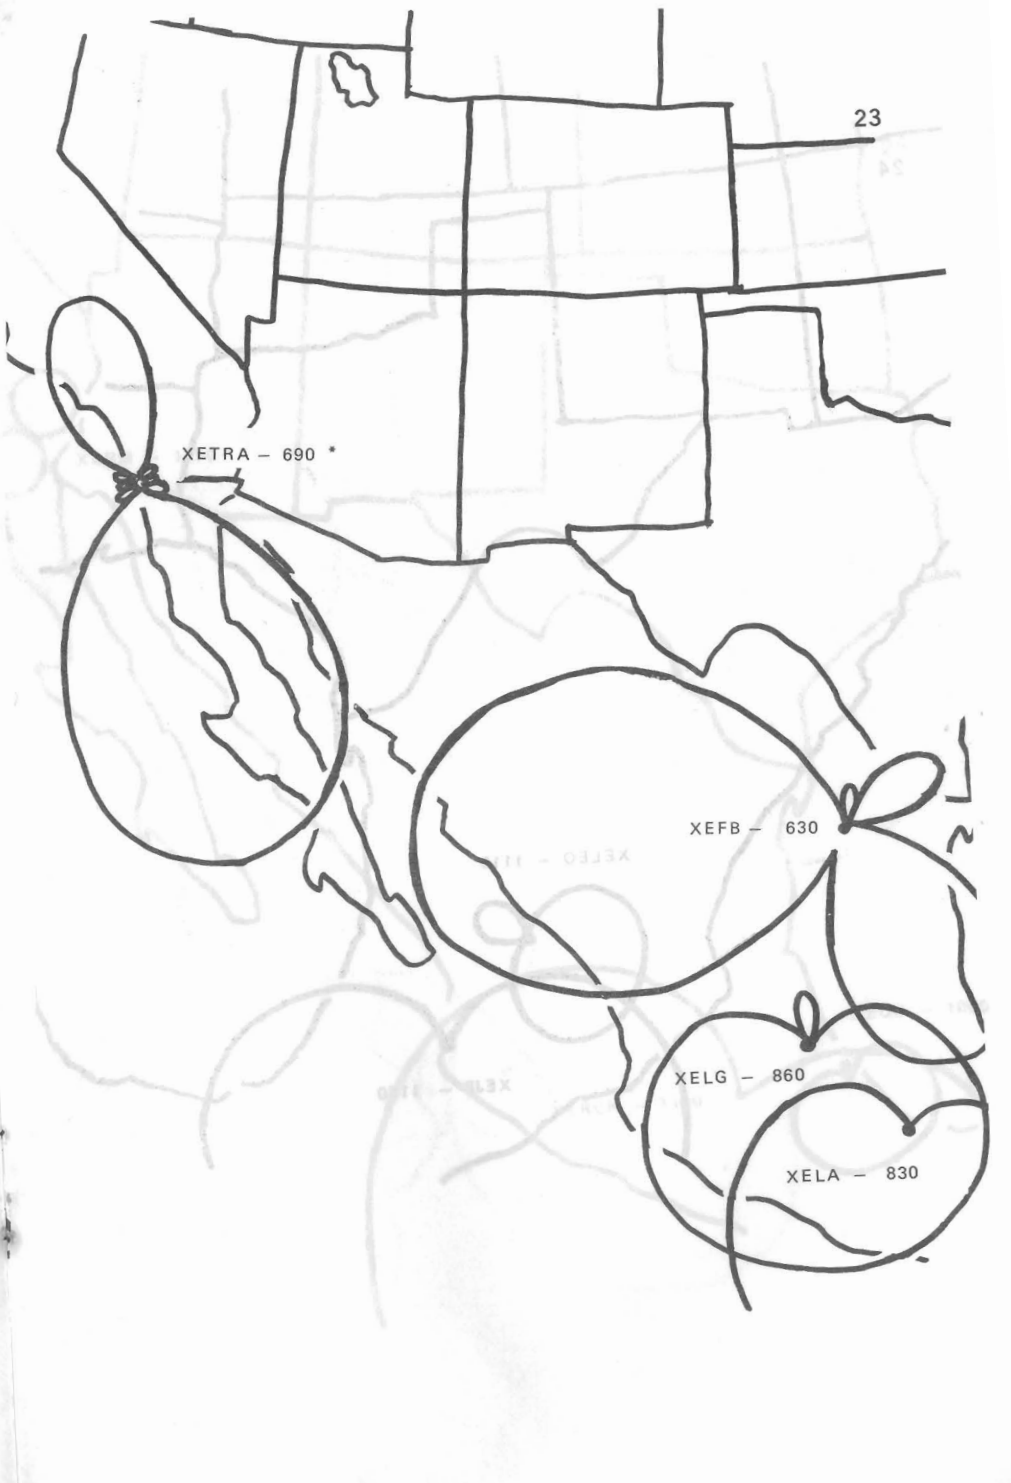 23
XETRA – 690 *
XEFB – 630
XELG – 860
XELA – 830